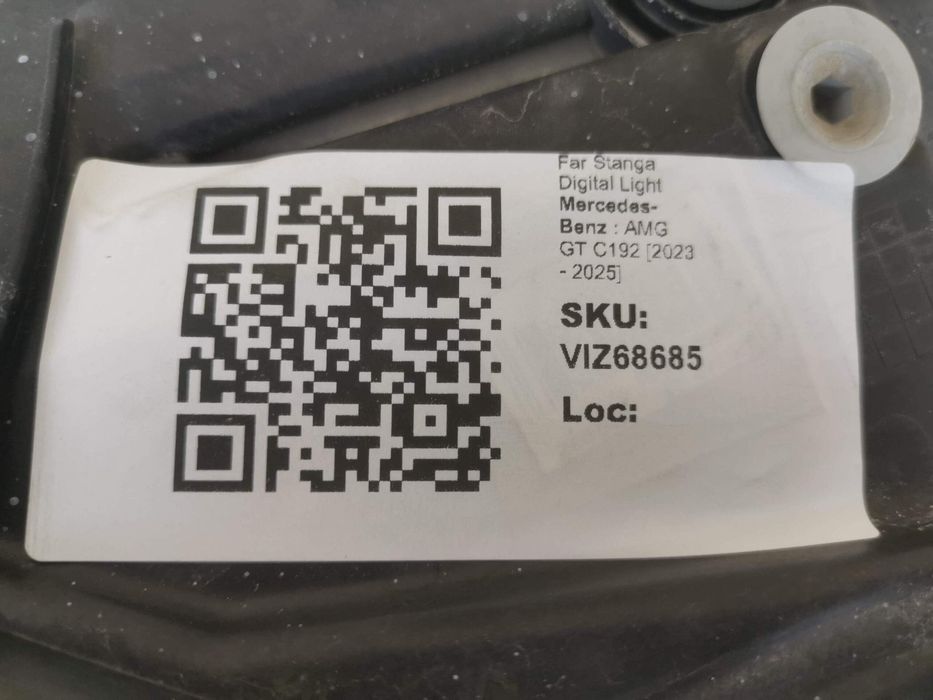 Far Stanga
Digital Light
Mercedes-
Benz : AMG
GT C192 [2023
- 2025]
SKU:
VIZ68685
Loc: